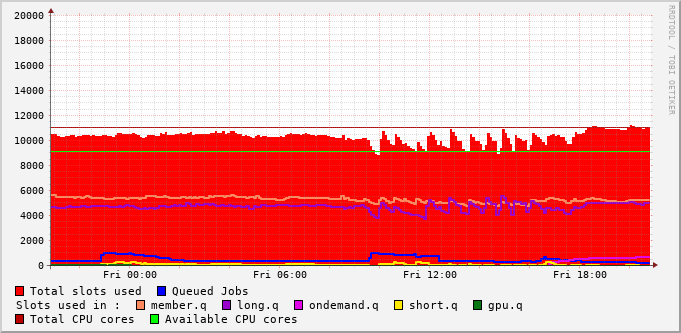 20000
18000
16000
14000
12000
10000
8000
6000
4000
2000
0
Fri 00:00 Fri 06:00 Fri 12:00 Fri 18:00
RRDTOOL / TOBI OETIKER
Total slots used Queued Jobs
Slots used in : member.q long.q ondemand.q short.q gpu.q
Total CPU cores Available CPU cores